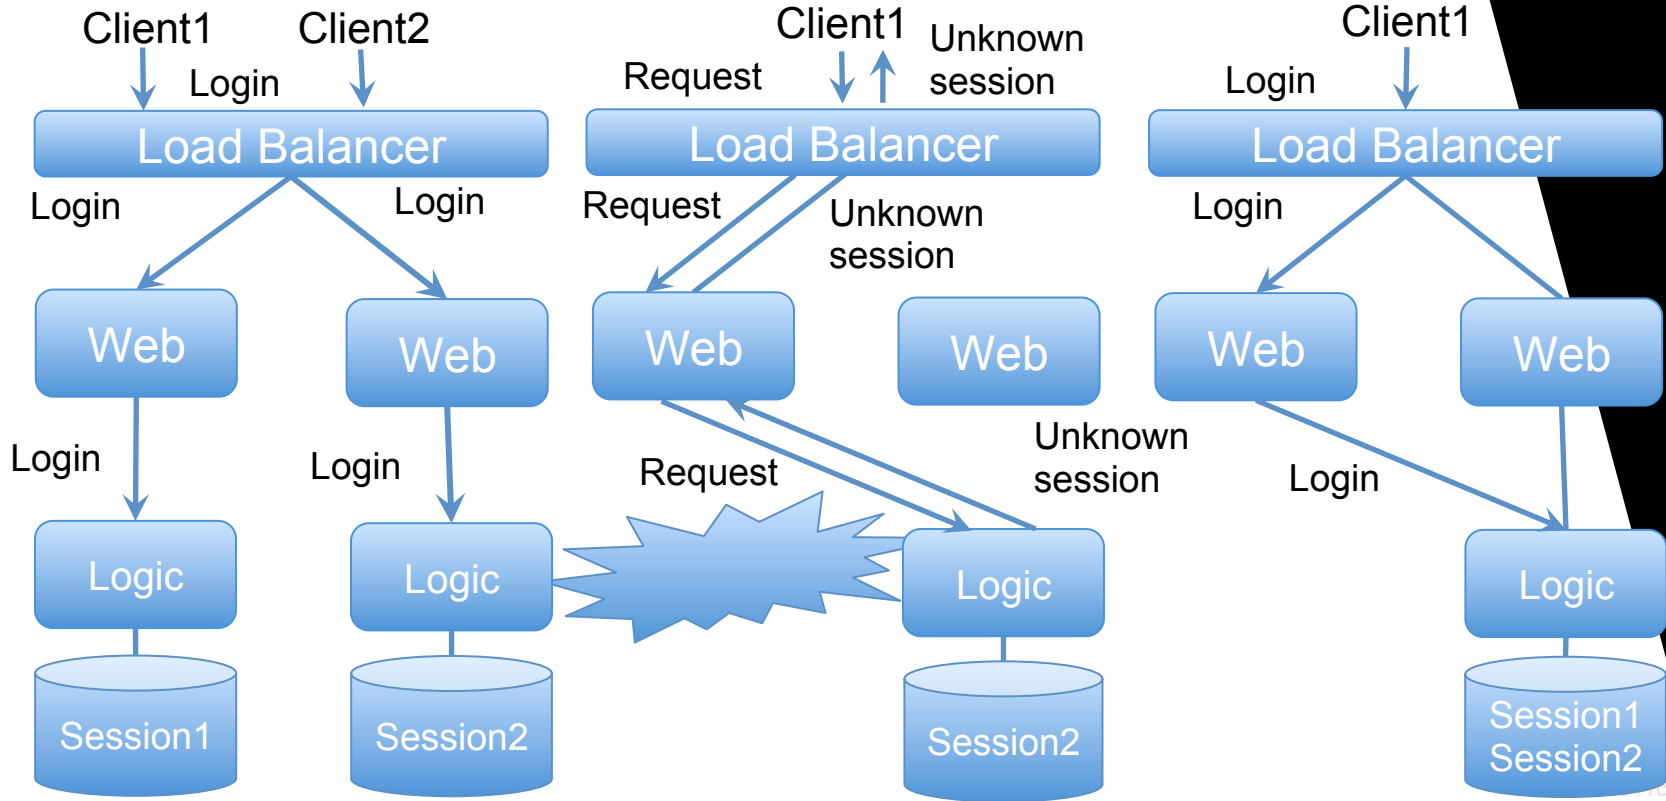 Client1
Client2
Login
Load Balancer
Login
Login
Web
Web
Login
Login
Logic
Logic
Session1
Session2
Client1
Request
Unknown
session
Load Balancer
Request
Unknown
session
Web
Web
Request
Unknown
session
Logic
Session2
Client1
Login
Load Balancer
Login
Web
Web
Login
Logic
Session1
Session2